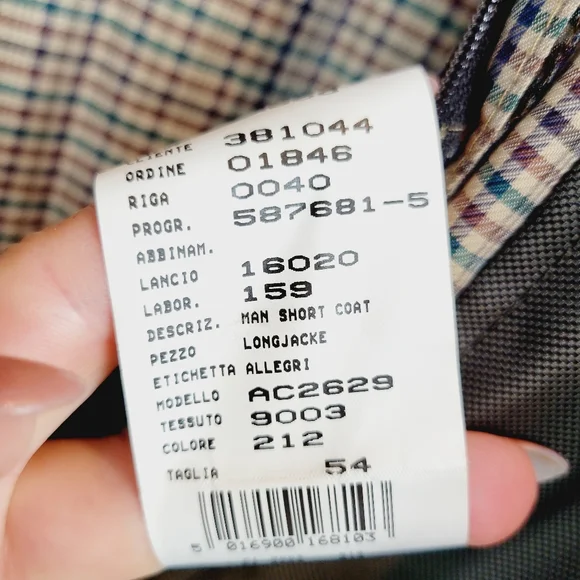 CLIENTE 381044
ORDINE 01846
RIGA 0040
PROGR. 587681-5
ABBINAM.
LANCIO 16020
LABOR. 159
DESCRIZ. MAN SHORT COAT
PEZZO LONGJACKE
ETICHETTA ALLEGRI
MODELLO AC2629
TESSUTO 9003
COLORE 212
TAGLIA 54
5 016900 168103